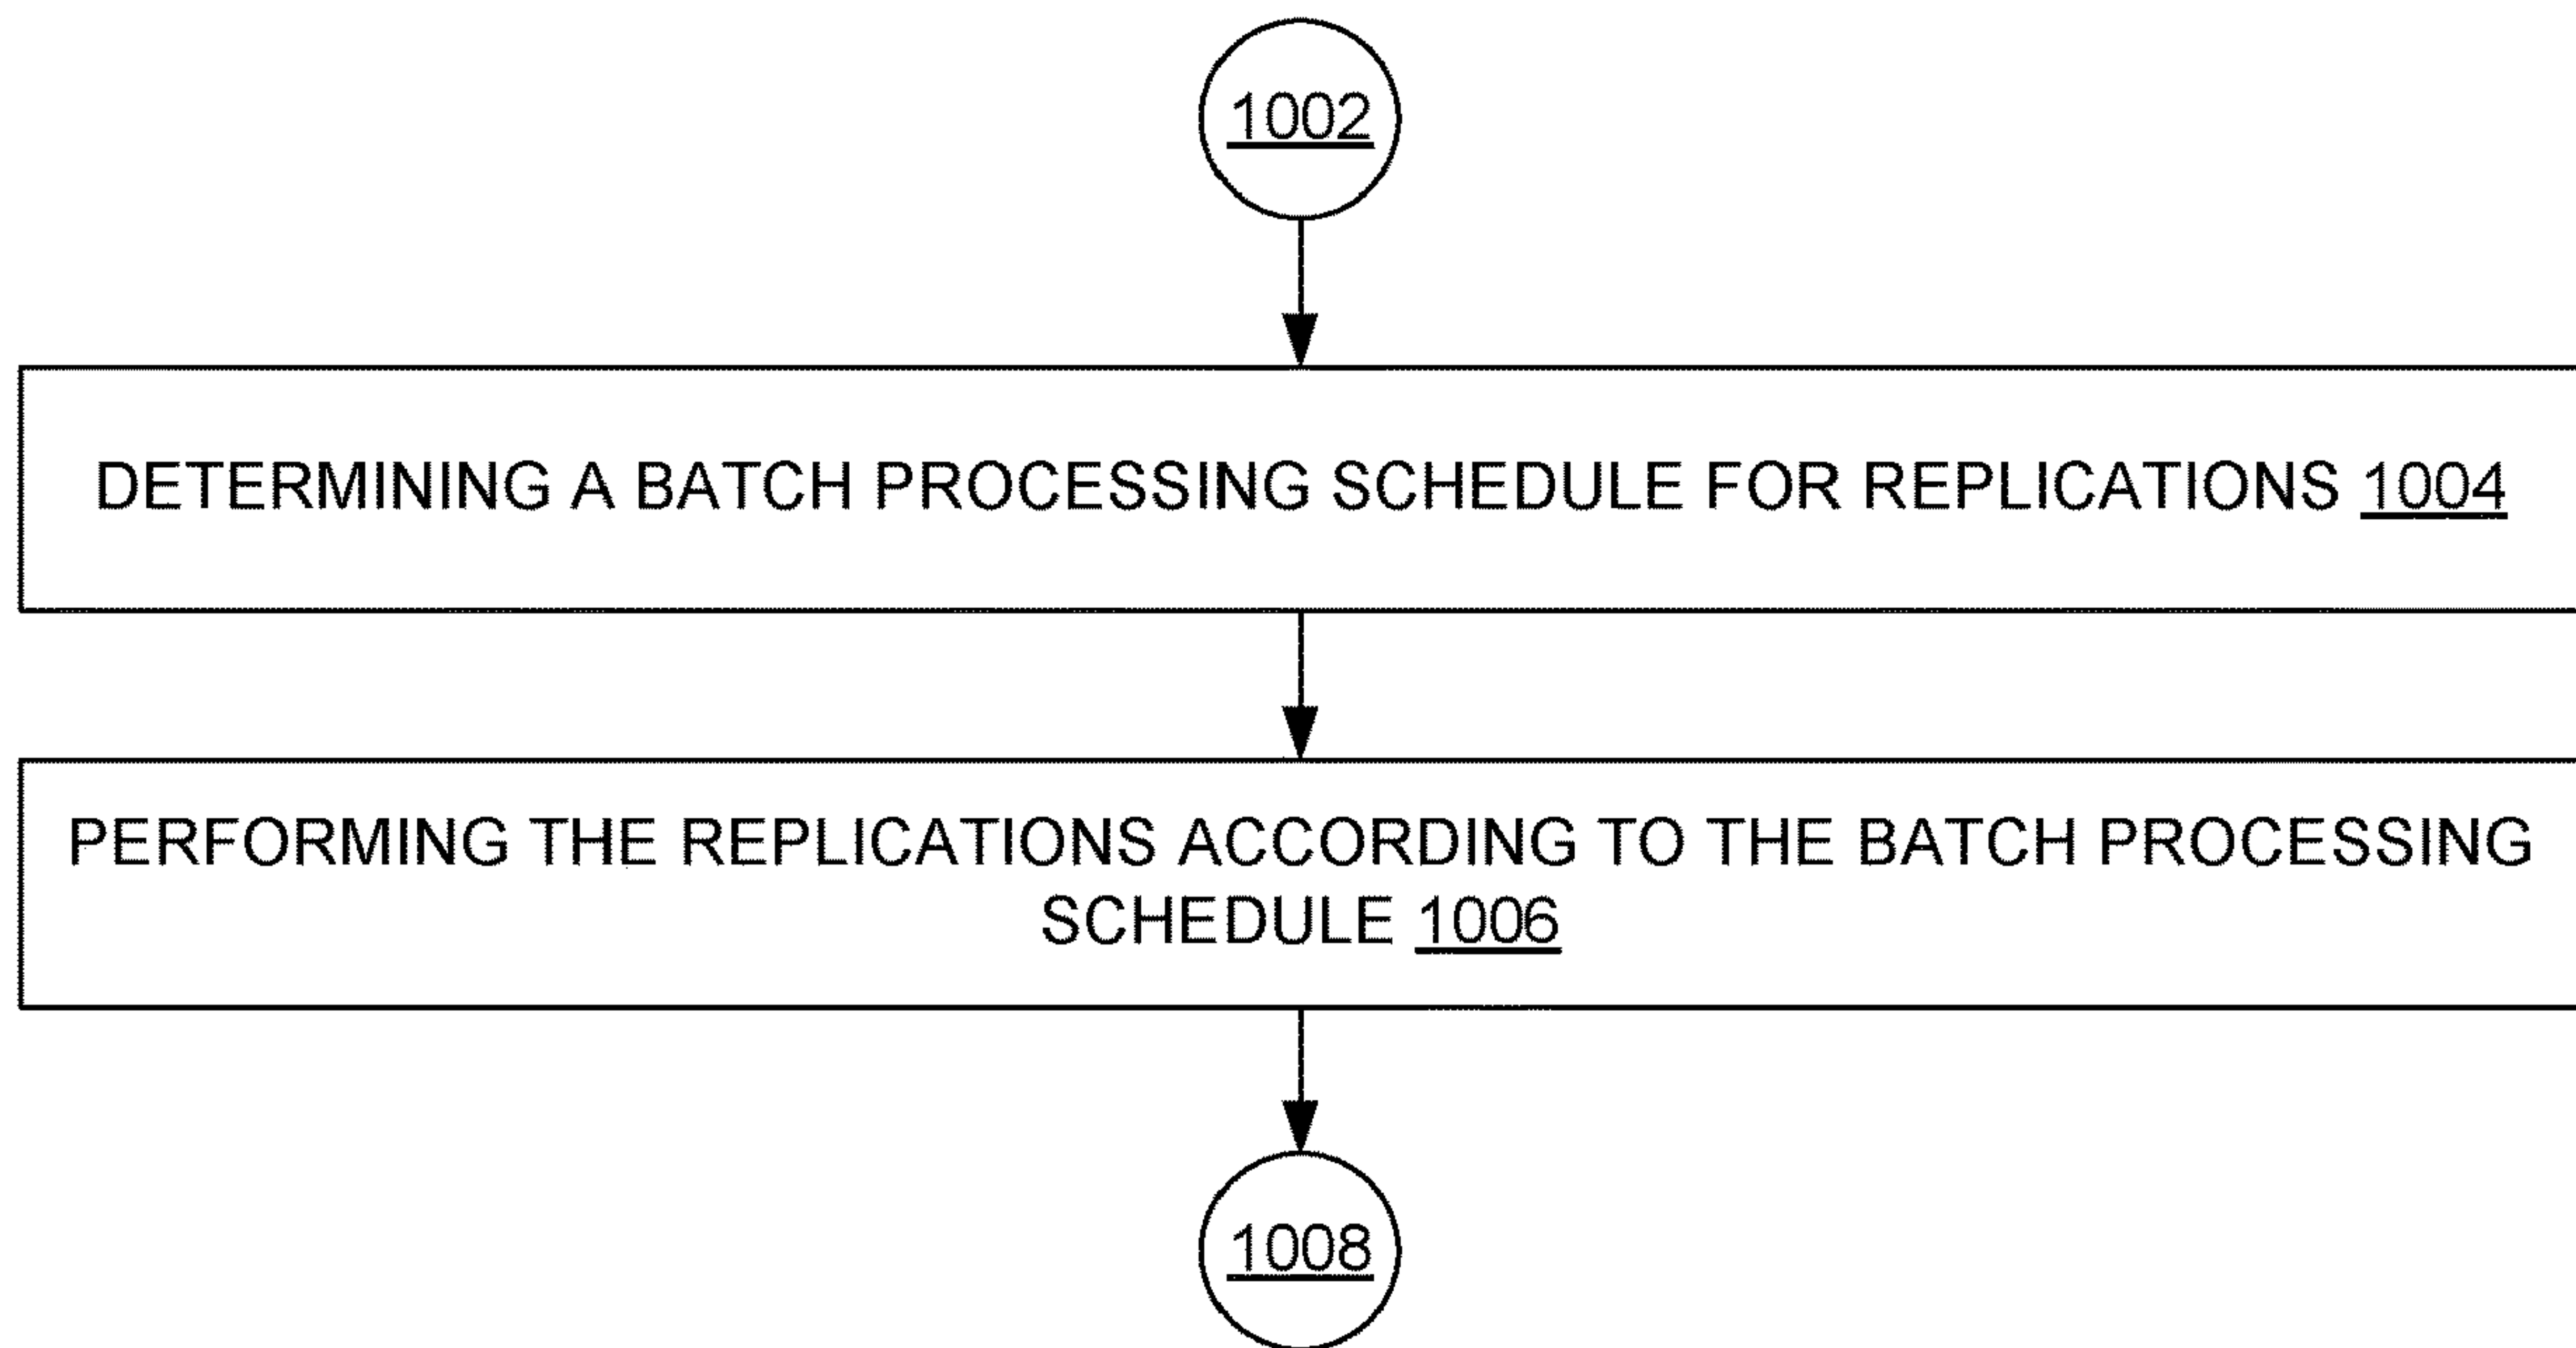 1002
DETERMINING A BATCH PROCESSING SCHEDULE FOR REPLICATIONS 1004
PERFORMING THE REPLICATIONS ACCORDING TO THE BATCH PROCESSING
SCHEDULE 1006
1008